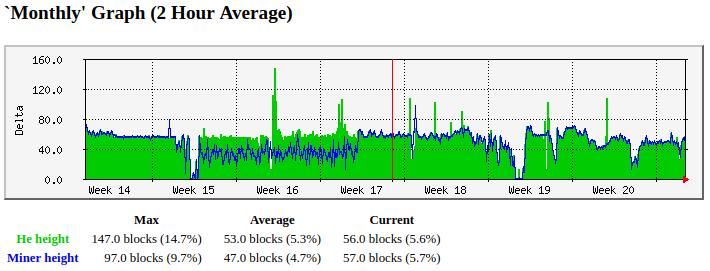 `Monthly' Graph (2 Hour Average)
160.0
120.0
80.0
40.0
0.0
Delta
Week 14 Week 15 Week 16 Week 17 Week 18 Week 19 Week 20
Max Average Current
He height 147.0 blocks (14.7%) 53.0 blocks (5.3%) 56.0 blocks (5.6%)
Miner height 97.0 blocks (9.7%) 47.0 blocks (4.7%) 57.0 blocks (5.7%)